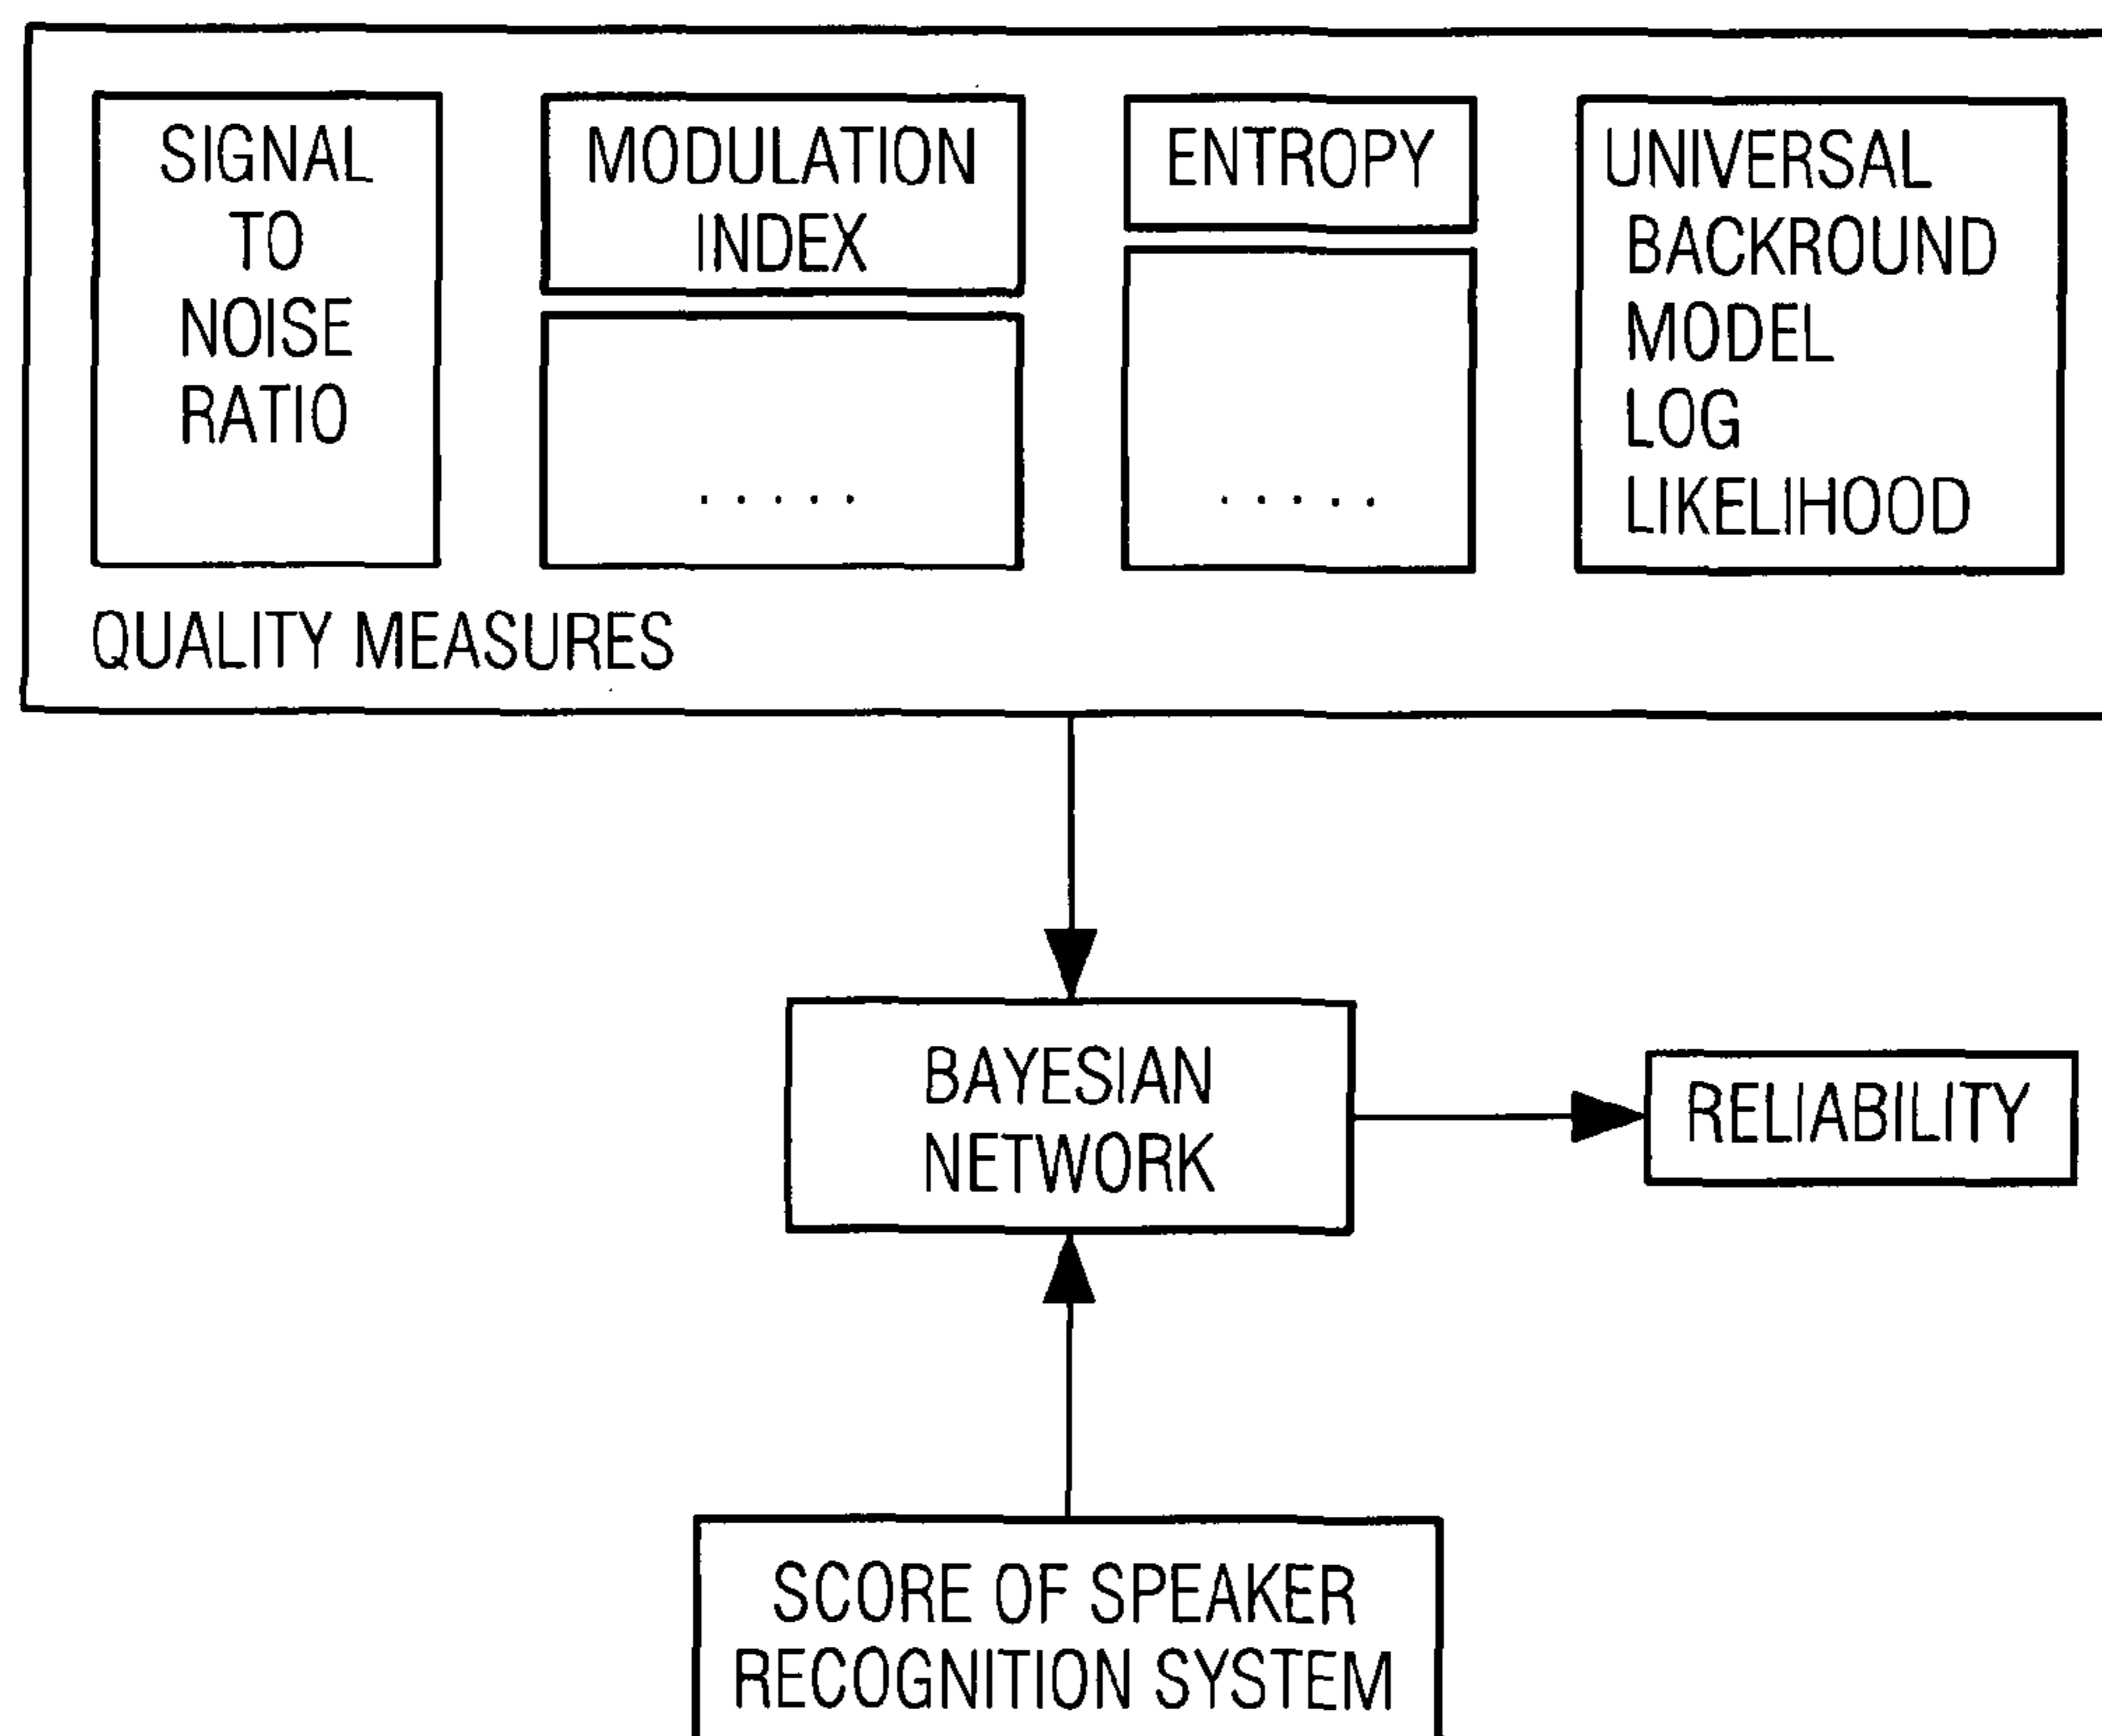 SIGNAL
TO
NOISE
RATIO
MODULATION
INDEX
.....
ENTROPY
.....
UNIVERSAL
BACKROUND
MODEL
LOG
LIKELIHOOD
QUALITY MEASURES
BAYESIAN
NETWORK
RELIABILITY
SCORE OF SPEAKER
RECOGNITION SYSTEM